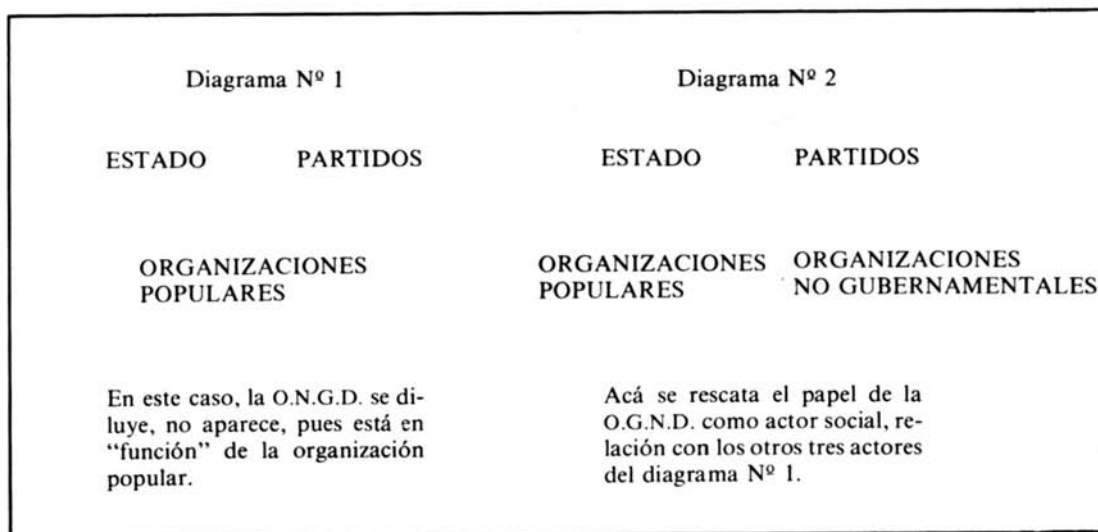 Diagrama Nº 1
ESTADO PARTIDOS
ORGANIZACIONES
POPULARES
En este caso, la O.N.G.D. se di-
luye, no aparece, pues está en
“función” de la organización
popular.
Diagrama Nº 2
ESTADO PARTIDOS
ORGANIZACIONES ORGANIZACIONES
POPULARES NO GUBERNAMENTALES
Acá se rescata el papel de la
O.G.N.D. como actor social, re-
lación con los otros tres actores
del diagrama Nº 1.